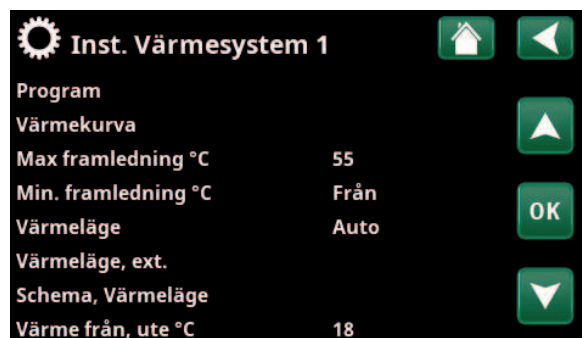 Inst. Värmesystem 1
Program
Värmekurva
Max framledning °C 55
Min. framledning °C Från
Värmeläge Auto
OK
Värmeläge, ext.
Schema, Värmeläge
Värme från, ute °C 18